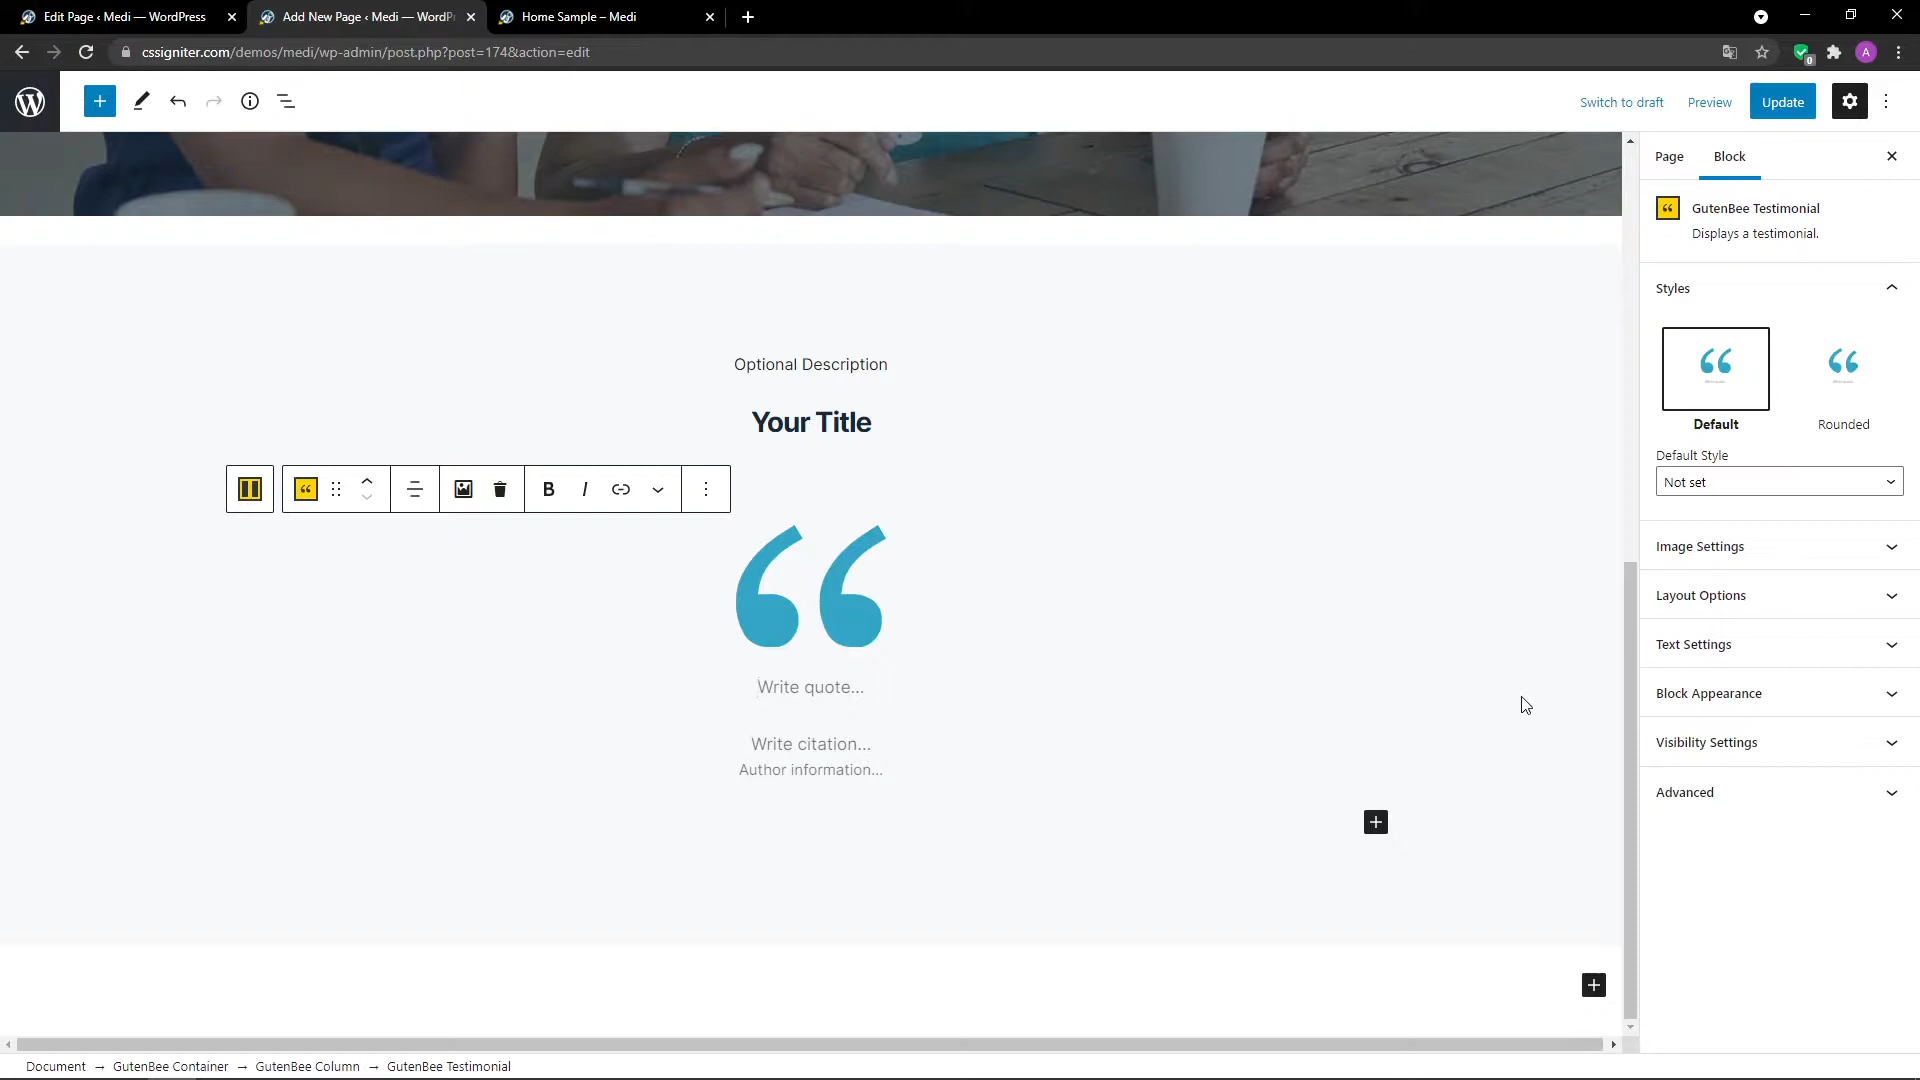 Edit Page ‹ Medi — WordPress
Add New Page ‹ Medi — WordP
Home Sample – Medi
cssigniter.com/demos/medi/wp-admin/post.php?post=174&action=edit
0
A
Switch to draft
Preview
Update
Page
Block
GutenBee Testimonial
Displays a testimonial.
Styles
Default
Rounded
Default Style
Not set
Image Settings
Layout Options
Text Settings
Block Appearance
Visibility Settings
Advanced
Optional Description
Your Title
B
I
“
Write quote...
Write citation...
Author information...
Document → GutenBee Container → GutenBee Column → GutenBee Testimonial